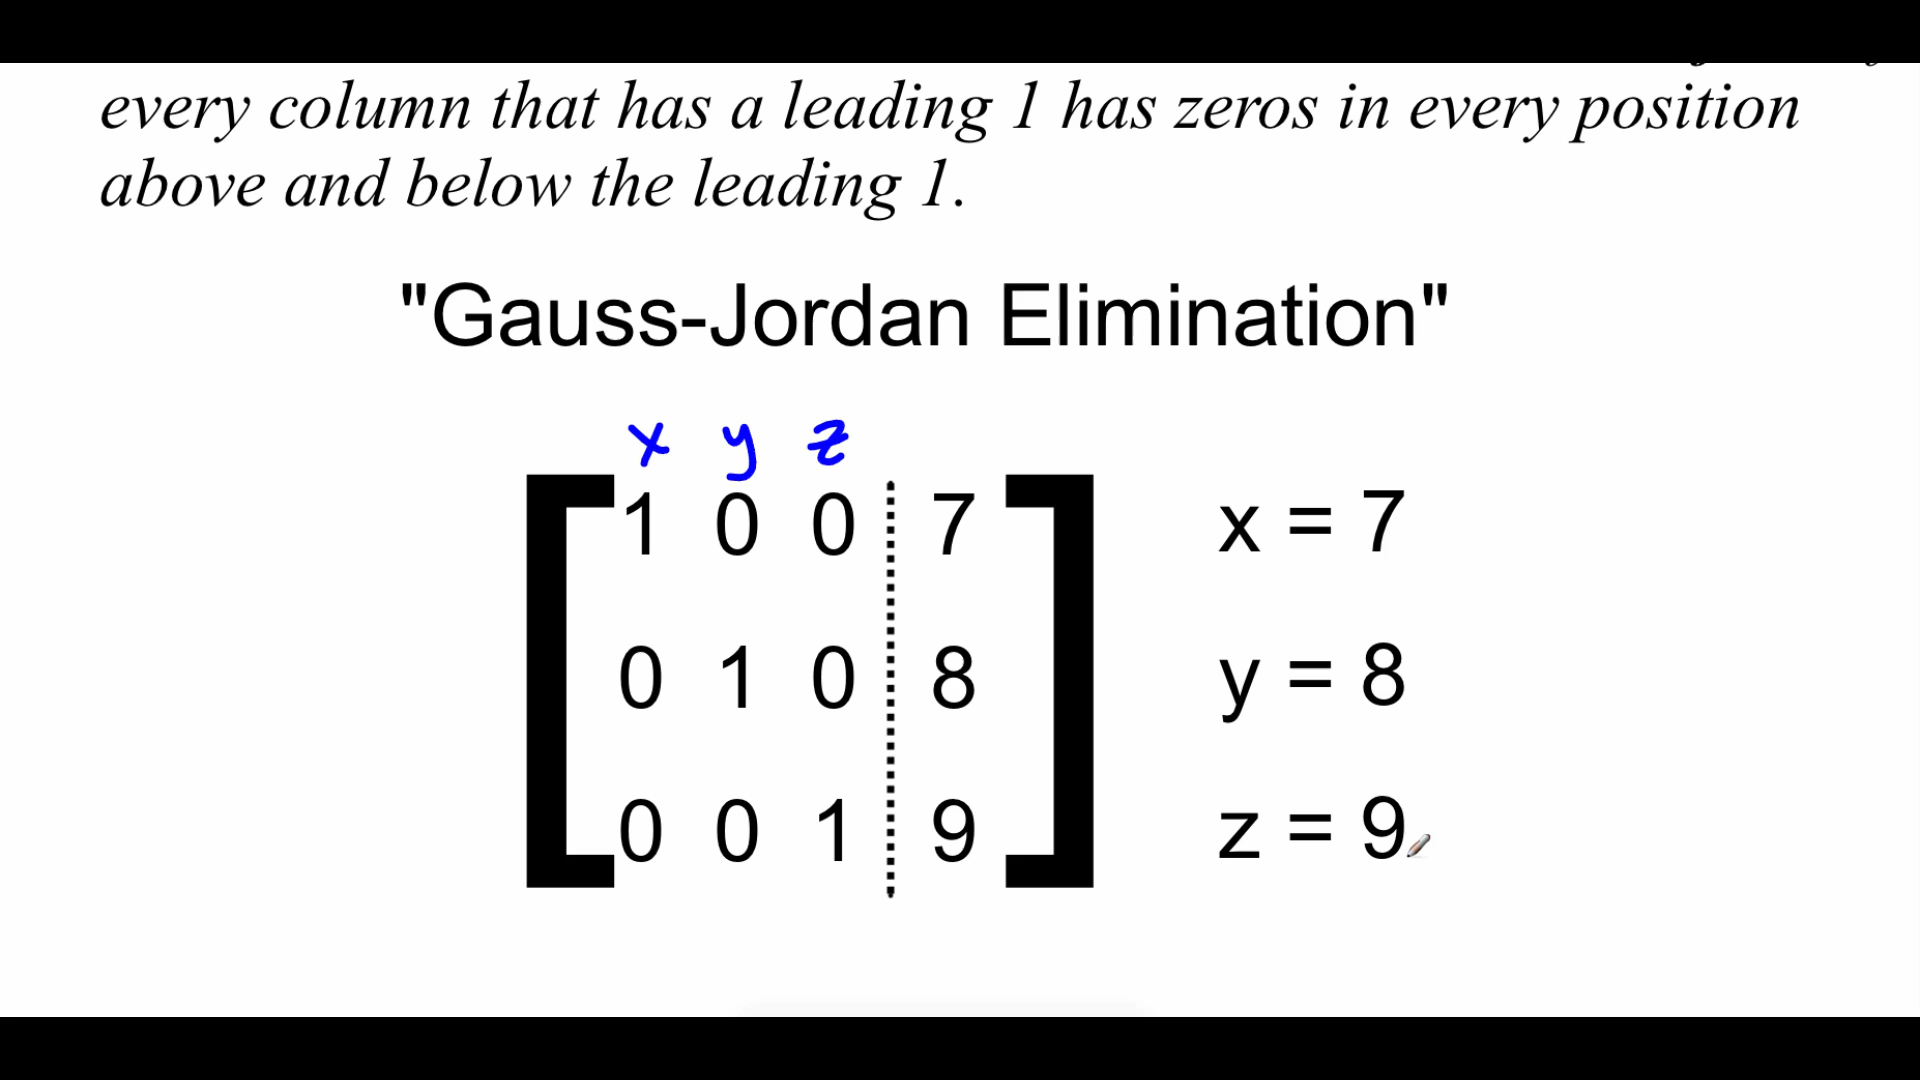 every column that has a leading 1 has zeros in every position
above and below the leading 1.
"Gauss-Jordan Elimination"
x y z
1 0 0 7 x = 7
0 1 0 8 y = 8
0 0 1 9 z = 9